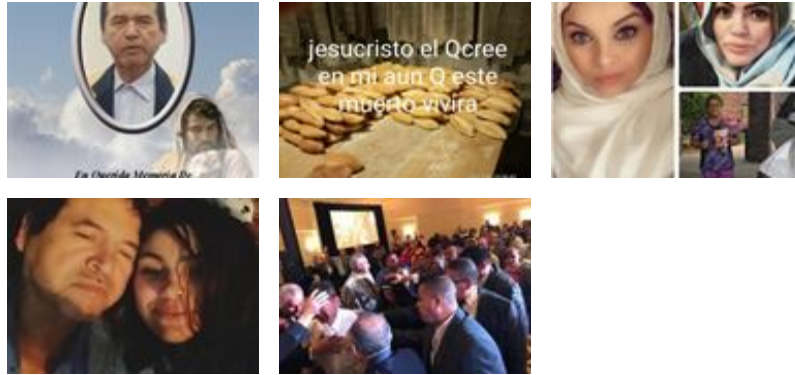 En Querida Memoria De
jesucristo el Qcree
en mi aun Q este
muerto vivira